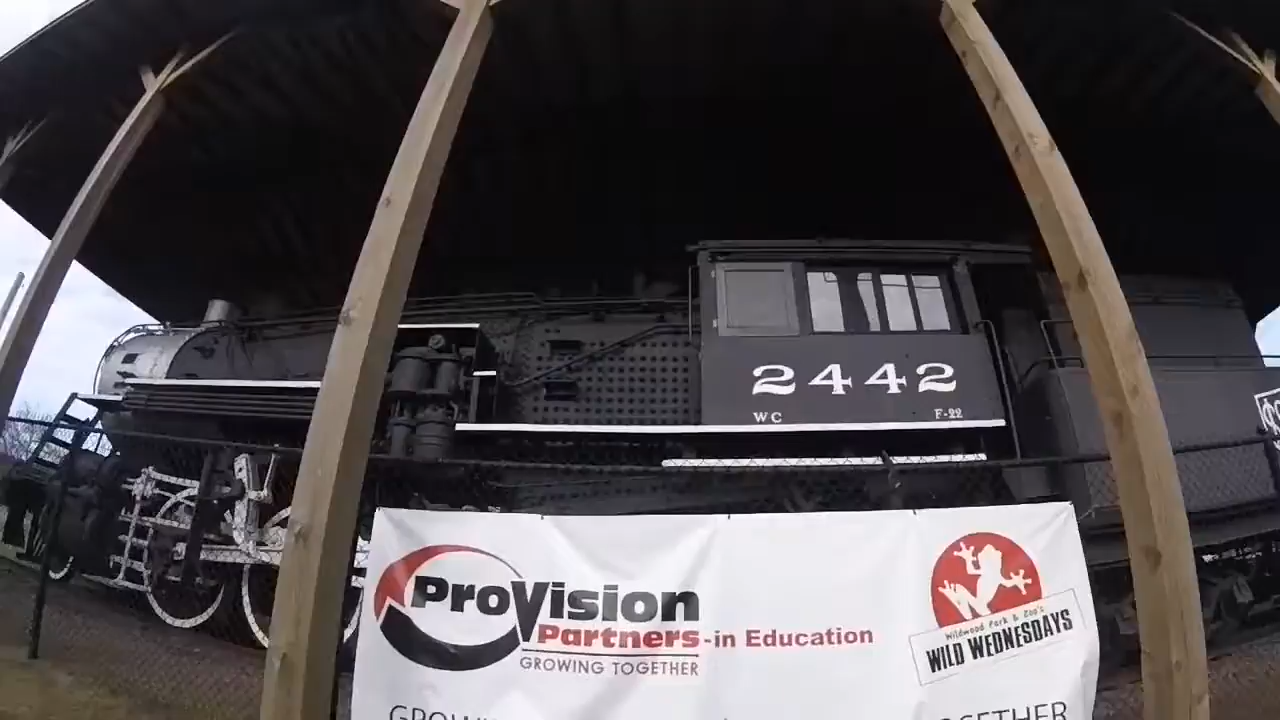 2442
WC F-22
ProVision
Partners-in Education
GROWING TOGETHER
Wildwood Park & Zoo's
WILD WEDNESDAYS